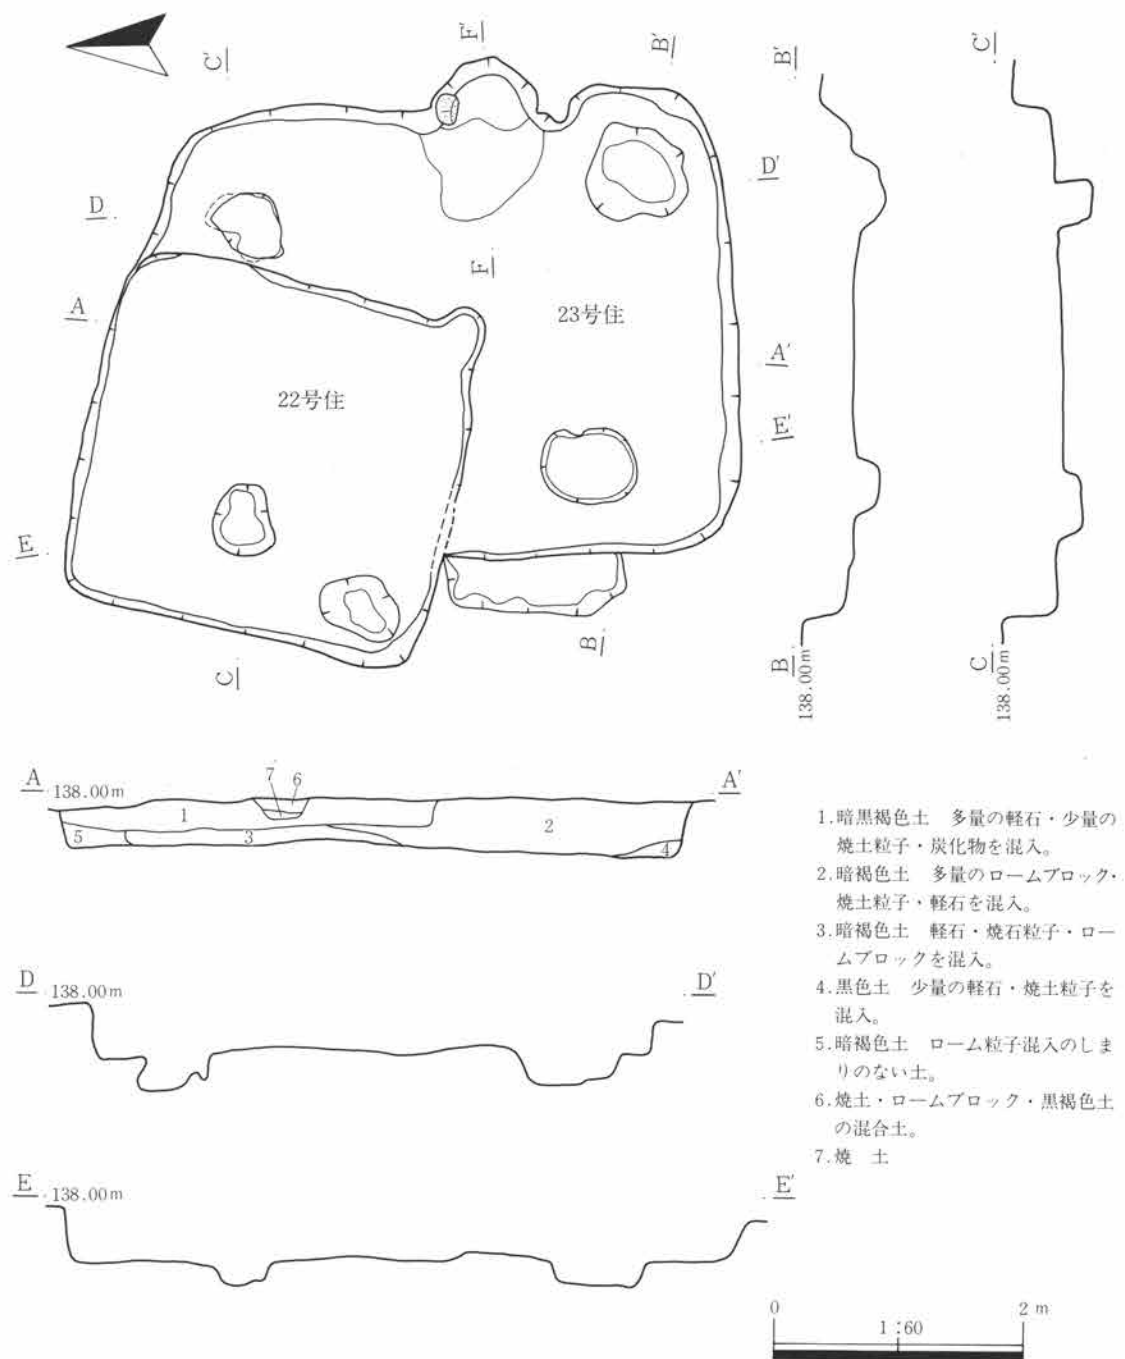 F′
B′
C′
B′
C′
D′
D
F
A
23号住
A′
22号住
E′
E
B
C
B
138.00m
C
138.00m
A 138.00m
7 6
A′
1
2
5
3
4
1.暗黒褐色土 多量の軽石・少量の
焼土粒子・炭化物を混入。
2.暗褐色土 多量のロームブロック・
焼土粒子・軽石を混入。
3.暗褐色土 軽石・焼石粒子・ロー
ムブロックを混入。
4.黒色土 少量の軽石・焼土粒子を
混入。
5.暗褐色土 ローム粒子混入のしま
りのない土。
6.焼土・ロームブロック・黒褐色土
の混合土。
7.焼 土
D 138.00m
D′
E 138.00m
E′
0
2 m
1:60